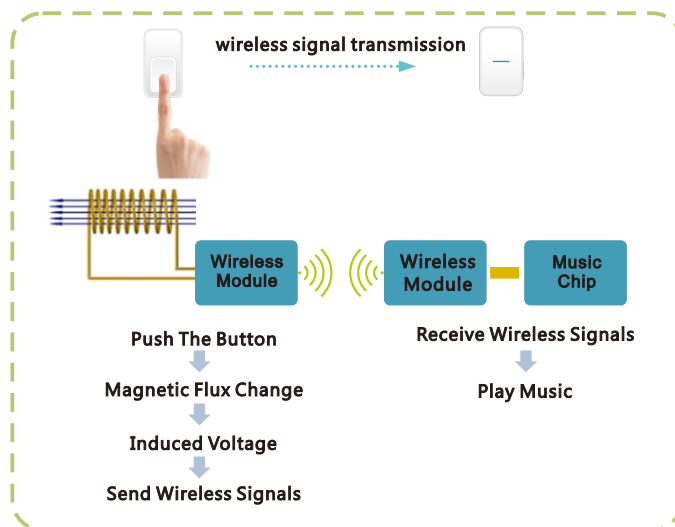 wireless signal transmission
Wireless
Module
Wireless
Module
Music
Chip
Push The Button
Magnetic Flux Change
Induced Voltage
Send Wireless Signals
Receive Wireless Signals
Play Music